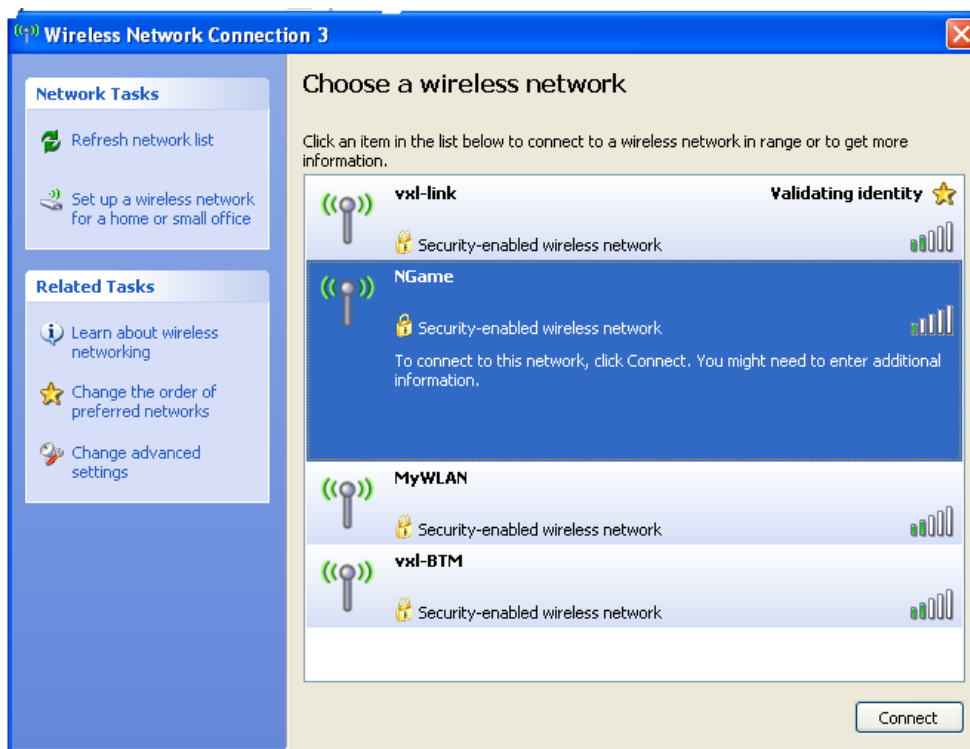 Wireless Network Connection 3
Network Tasks
Refresh network list
Set up a wireless network
for a home or small office
Related Tasks
Learn about wireless
networking
Change the order of
preferred networks
Change advanced
settings
Choose a wireless network
Click an item in the list below to connect to a wireless network in range or to get more
information.
vxl-link Validating identity
Security-enabled wireless network
NGame
Security-enabled wireless network
To connect to this network, click Connect. You might need to enter additional
information.
MyWLAN
Security-enabled wireless network
vxl-BTM
Security-enabled wireless network
Connect